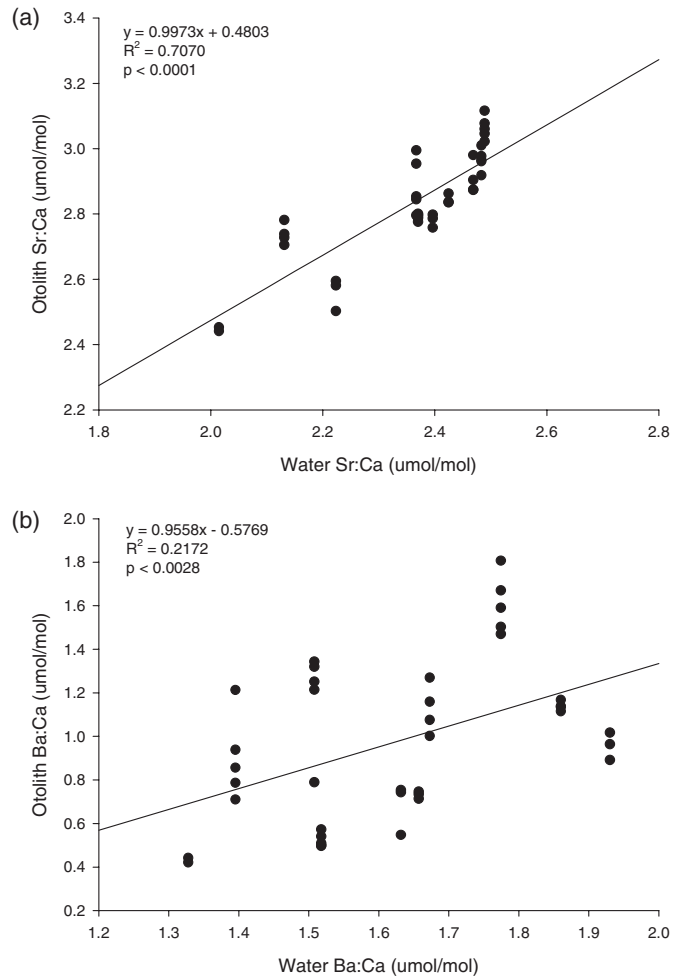 (a)
y = 0.9973x + 0.4803
R² = 0.7070
p < 0.0001
3.4
3.2
3.0
2.8
2.6
2.4
2.2
Otolith Sr:Ca (umol/mol)
1.8 2.0 2.2 2.4 2.6 2.8
Water Sr:Ca (umol/mol)
(b)
y = 0.9558x - 0.5769
R² = 0.2172
p < 0.0028
2.0
1.8
1.6
1.4
1.2
1.0
0.8
0.6
0.4
0.2
Otolith Ba:Ca (umol/mol)
1.2 1.3 1.4 1.5 1.6 1.7 1.8 1.9 2.0
Water Ba:Ca (umol/mol)